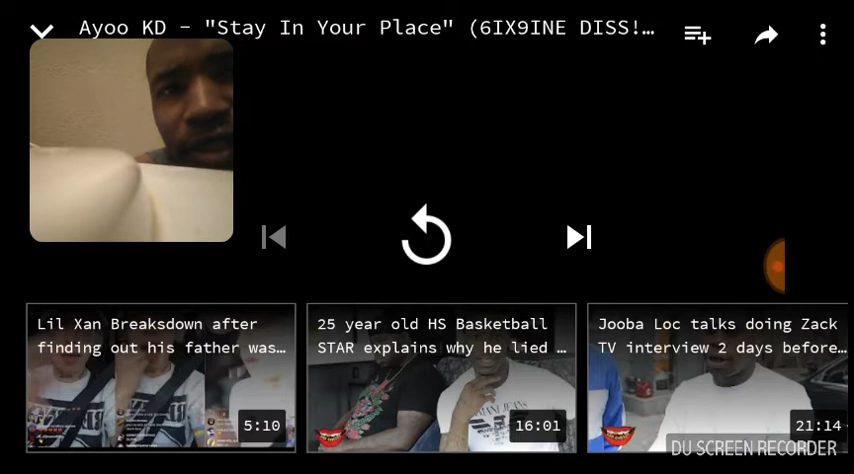 Ayoo KD - "Stay In Your Place" (6IX9INE DISS!…
Lil Xan Breaksdown after
finding out his father was…
5:10
25 year old HS Basketball
STAR explains why he lied …
16:01
Jooba Loc talks doing Zack
TV interview 2 days before…
21:14
DU SCREEN RECORDER